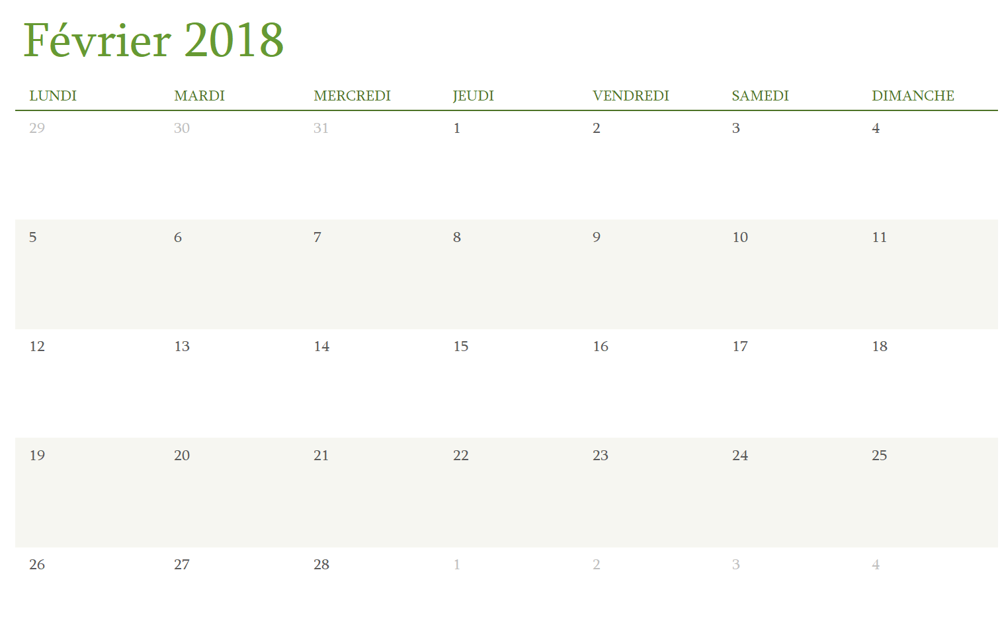 Février 2018
LUNDI MARDI MERCREDI JEUDI VENDREDI SAMEDI DIMANCHE
29 30 31 1 2 3 4
5 6 7 8 9 10 11
12 13 14 15 16 17 18
19 20 21 22 23 24 25
26 27 28 1 2 3 4